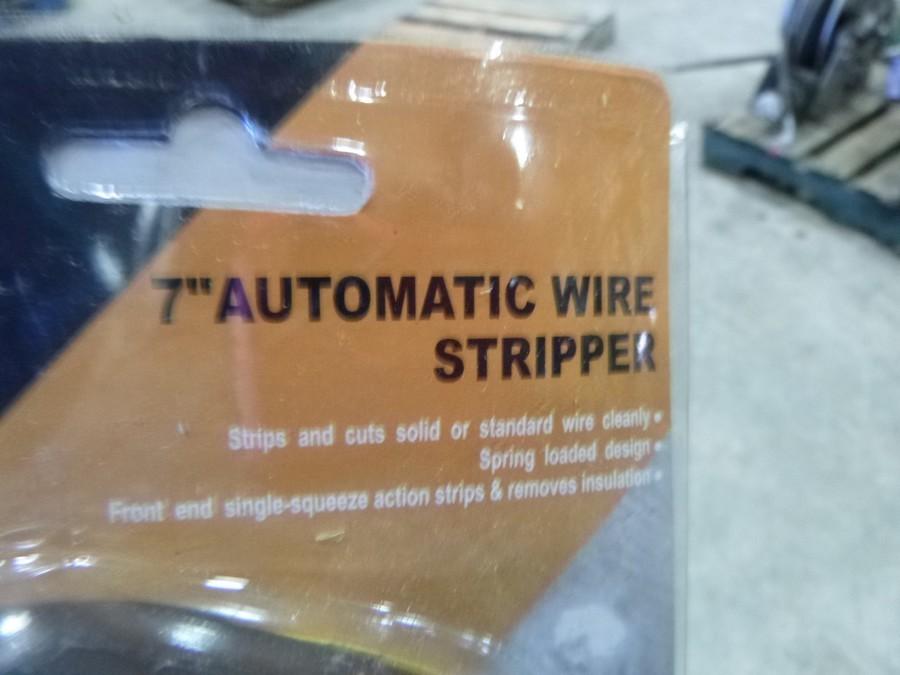 7" AUTOMATIC WIRE
STRIPPER
Strips and cuts solid or standard wire cleanly •
Spring loaded design •
Front end single-squeeze action strips & removes insulation •